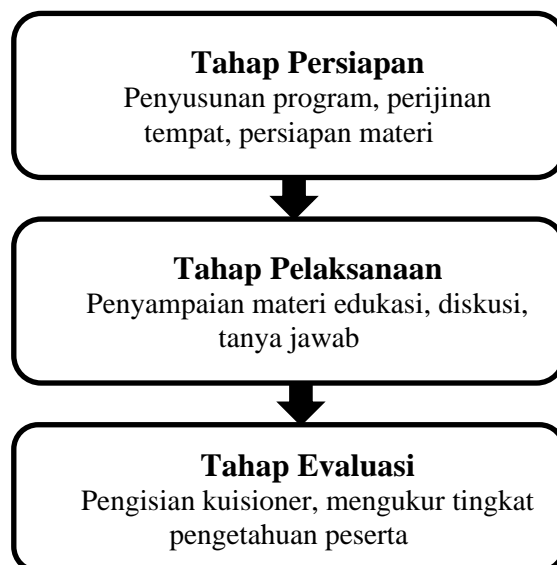 Tahap Persiapan
Penyusunan program, perijinan
tempat, persiapan materi
Tahap Pelaksanaan
Penyampaian materi edukasi, diskusi,
tanya jawab
Tahap Evaluasi
Pengisian kuisioner, mengukur tingkat
pengetahuan peserta